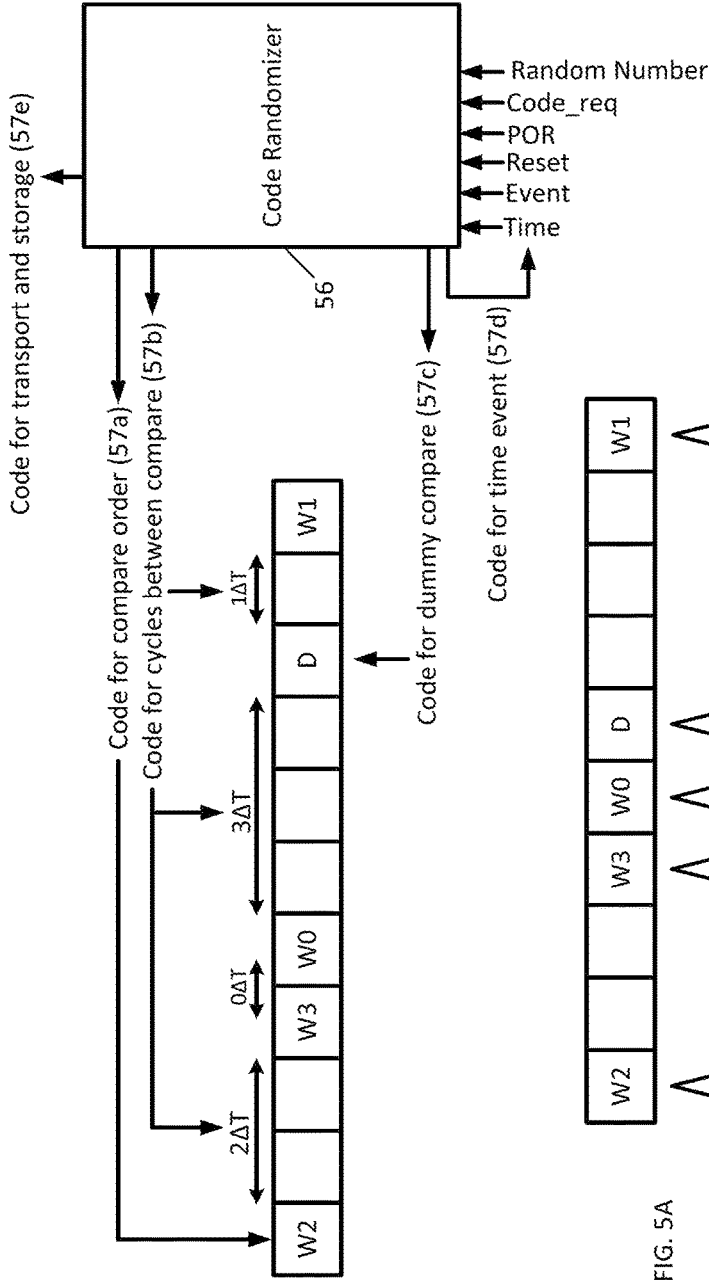 Code for transport and storage (57e)
Code for compare order (57a)
Code for cycles between compare (57b)
Code Randomizer
56
Random Number
Code_req
POR
Reset
Event
Time
2ΔT
0ΔT
3ΔT
1ΔT
W2 W3 W0 D W1
Code for dummy compare (57c)
Code for time event (57d)
W2 W3 W0 D W1
FIG. 5A